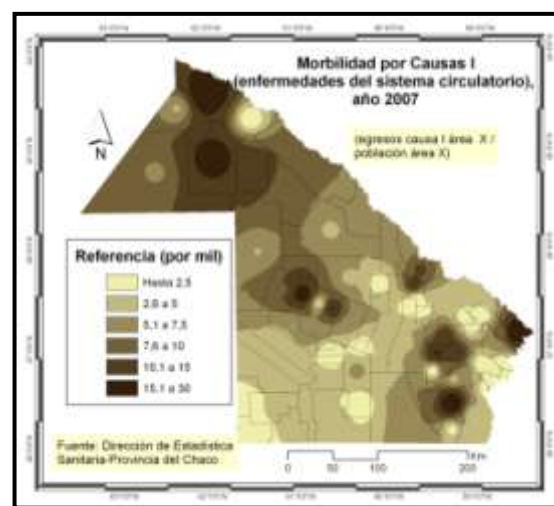 Morbilidad por Causas I
(enfermedades del sistema circulatorio),
año 2007
(egresos causa I área X /
población área X)
N
Referencia (por mil)
Hasta 2,5
2,6 a 5
5,1 a 7,5
7,6 a 10
10,1 a 15
15,1 a 50
Fuente: Dirección de Estadística
Sanitaria-Provincia del Chaco
Km
0 50 100 200